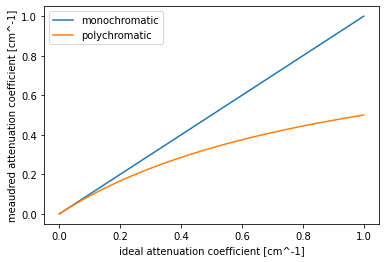 monochromatic
polychromatic
1.0
0.8
0.6
0.4
0.2
0.0
meaudred attenuation coefficient [cm^-1]
0.0 0.2 0.4 0.6 0.8 1.0
ideal attenuation coefficient [cm^-1]